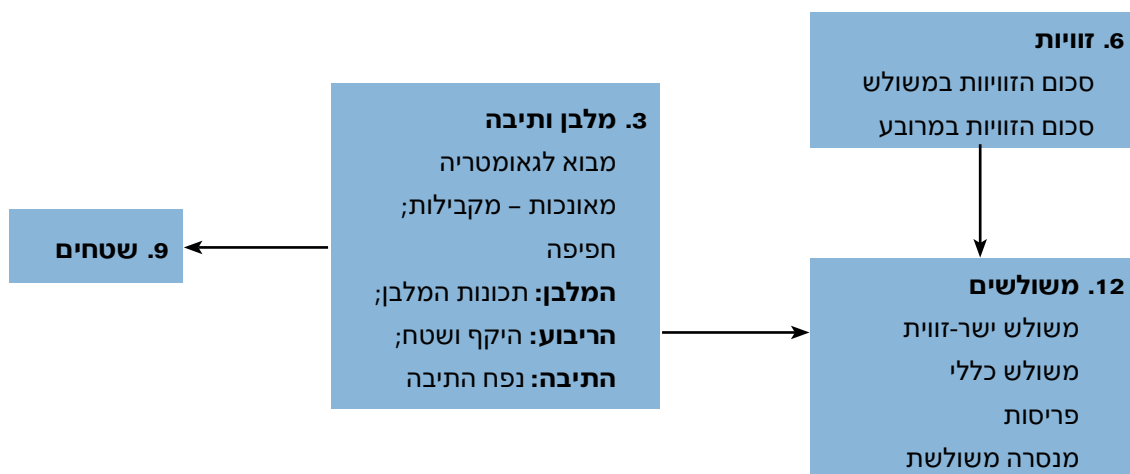 6. זוויות
סכום הזוויוות במשולש
סכום הזוויות במרובע
3. מלבן ותיבה
מבוא לגאומטריה
מאונכות – מקבילות;
חפיפה
המלבן: תכונות המלבן;
הריבוע: היקף ושטח;
התיבה: נפח התיבה
9. שטחים
12. משולשים
משולש ישר-זווית
משולש כללי
פריסות
מנסרה משולשת